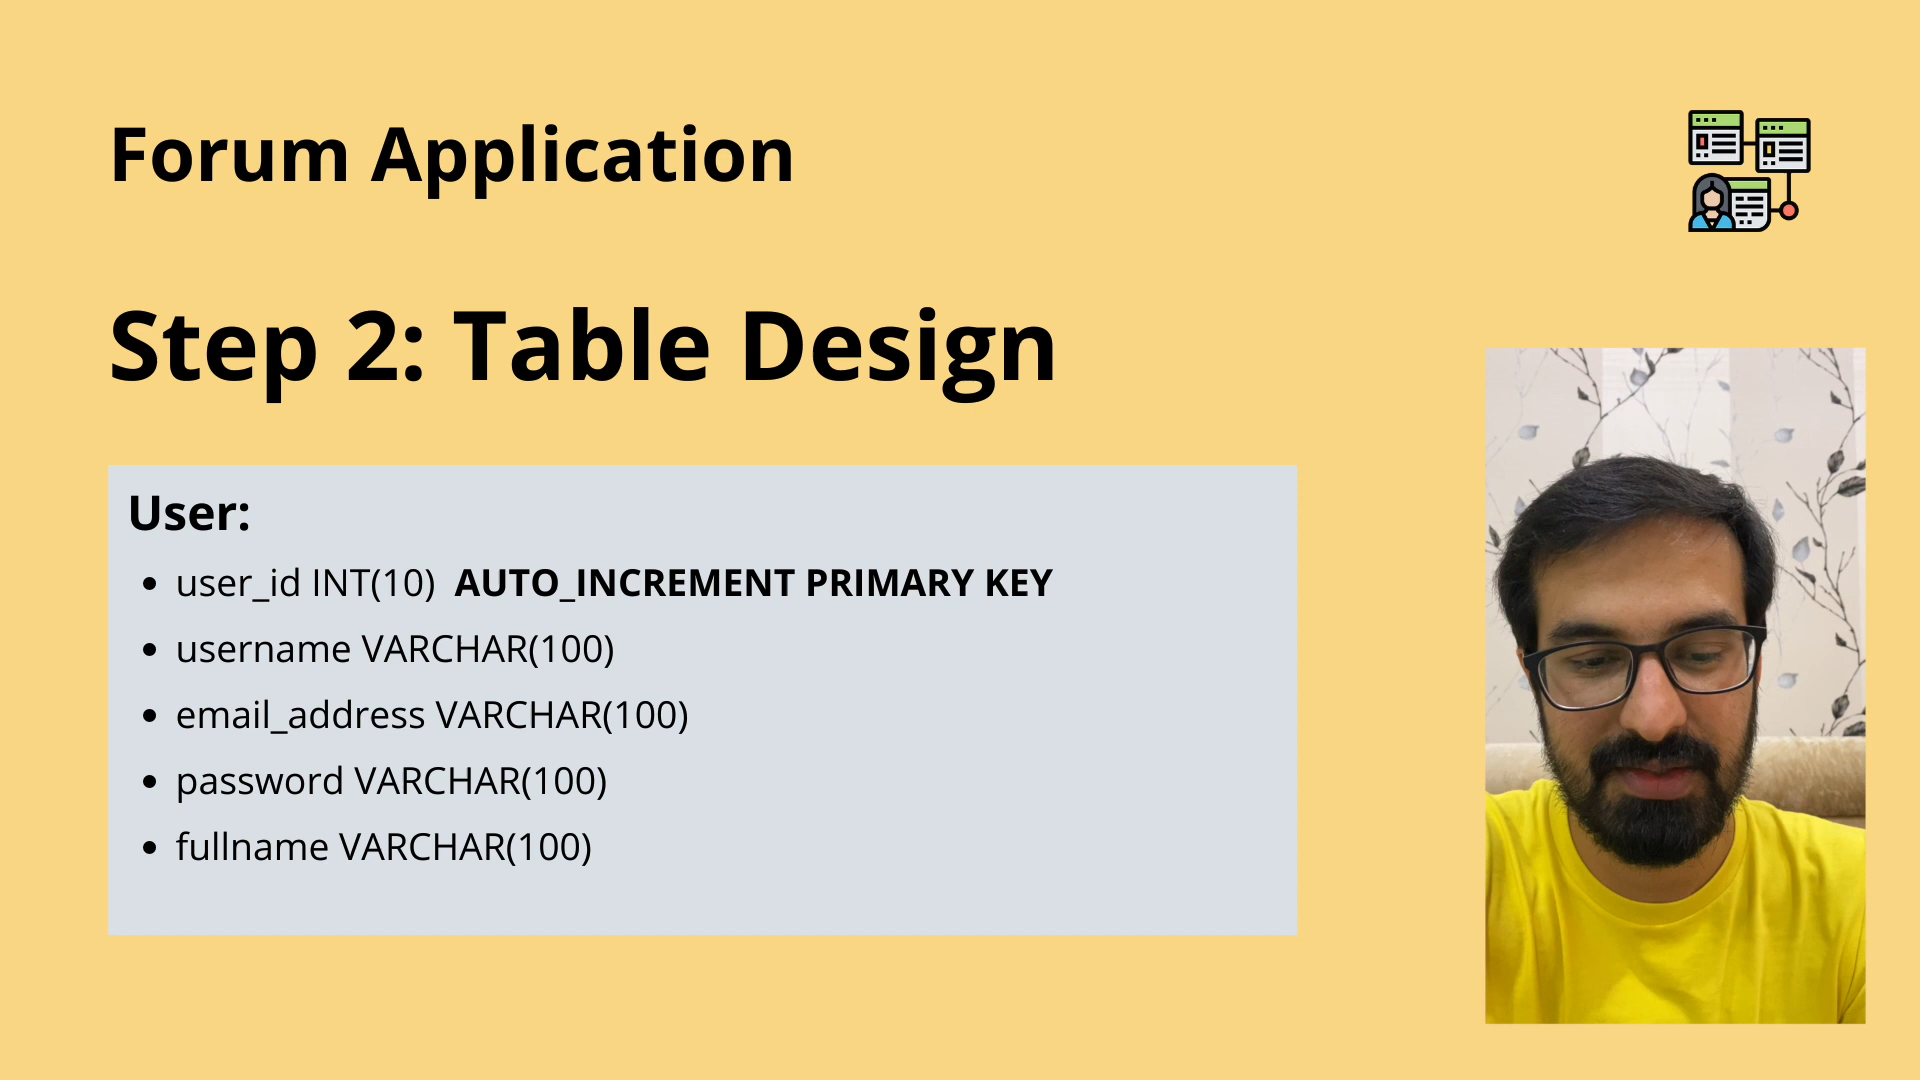 Forum Application
Step 2: Table Design
User:
user_id INT(10) AUTO_INCREMENT PRIMARY KEY
username VARCHAR(100)
email_address VARCHAR(100)
password VARCHAR(100)
fullname VARCHAR(100)